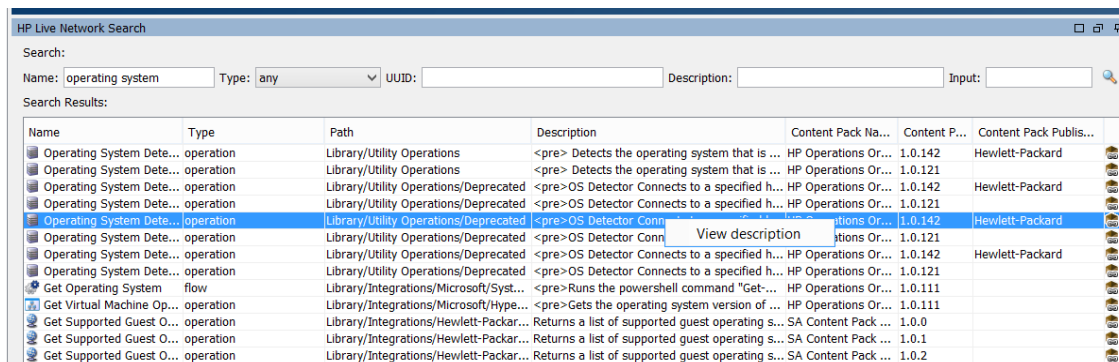 HP Live Network Search
Search:
Name: operating system Type: any UUID: Description: Input:
Search Results:
Name Type Path Description Content Pack Na... Content P... Content Pack Publis...
Operating System Dete... operation Library/Utility Operations <pre> Detects the operating system that is ... HP Operations Or... 1.0.142 Hewlett-Packard
Operating System Dete... operation Library/Utility Operations <pre> Detects the operating system that is ... HP Operations Or... 1.0.121
Operating System Dete... operation Library/Utility Operations/Deprecated <pre>OS Detector Connects to a specified h... HP Operations Or... 1.0.142 Hewlett-Packard
Operating System Dete... operation Library/Utility Operations/Deprecated <pre>OS Detector Connects to a specified h... HP Operations Or... 1.0.121
Operating System Dete... operation Library/Utility Operations/Deprecated <pre>OS Detector 1.0.142 Hewlett-Packard
View description
Operating System Dete... operation Library/Utility Operations/Deprecated <pre>OS Detector Conn ations Or... 1.0.121
Operating System Dete... operation Library/Utility Operations/Deprecated <pre>OS Detector Connects to a specified h... HP Operations Or... 1.0.142 Hewlett-Packard
Operating System Dete... operation Library/Utility Operations/Deprecated <pre>OS Detector Connects to a specified h... HP Operations Or... 1.0.121
Get Operating System flow Library/Integrations/Microsoft/Syst... <pre>Runs the powershell command "Get-... HP Operations Or... 1.0.111
Get Virtual Machine Op... operation Library/Integrations/Microsoft/Hype... <pre>Gets the operating system version of ... HP Operations Or... 1.0.111
Get Supported Guest O... operation Library/Integrations/Hewlett-Packar... Returns a list of supported guest operating s... SA Content Pack ... 1.0.0
Get Supported Guest O... operation Library/Integrations/Hewlett-Packar... Returns a list of supported guest operating s... SA Content Pack ... 1.0.1
Get Supported Guest O... operation Library/Integrations/Hewlett-Packar... Returns a list of supported guest operating s... SA Content Pack ... 1.0.2